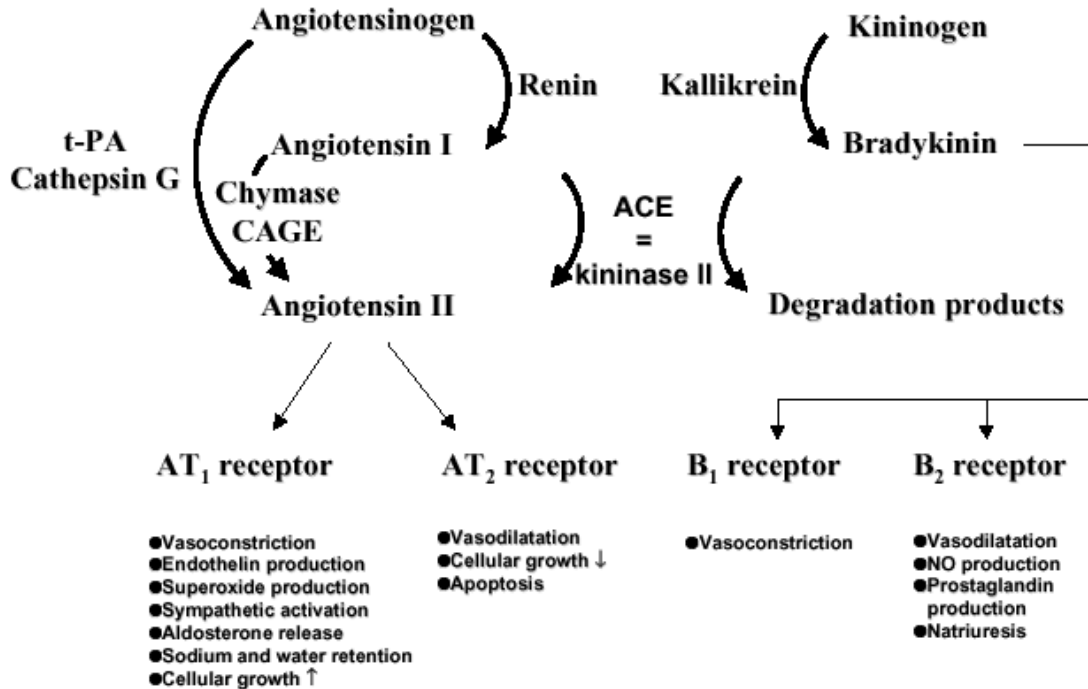 Angiotensinogen
Kininogen
Renin
Kallikrein
t-PA
Cathepsin G
Angiotensin I
Bradykinin
Chymase
CAGE
ACE
=
kininase II
Angiotensin II
Degradation products
AT₁ receptor
AT₂ receptor
B₁ receptor
B₂ receptor
●Vasoconstriction
●Endothelin production
●Superoxide production
●Sympathetic activation
●Aldosterone release
●Sodium and water retention
●Cellular growth ↑
●Vasodilatation
●Cellular growth ↓
●Apoptosis
●Vasoconstriction
●Vasodilatation
●NO production
●Prostaglandin
production
●Natriuresis